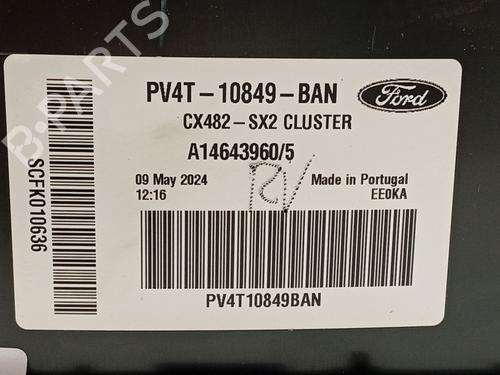 PV4T-10849-BAN
Ford
CX482-SX2 CLUSTER
A14643960/5
09 May 2024
12:16
RV
Made in Portugal
EE0KA
PV4T10849BAN
SCFK010636
B-PARTS